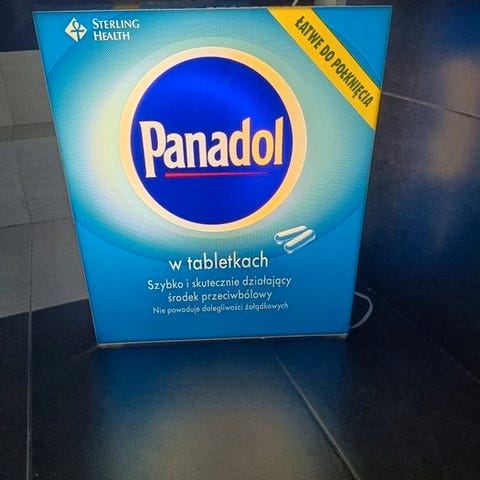 STERLING
HEALTH
ŁATWE DO POŁKNIĘCIA
Panadol
w tabletkach
Szybko i skutecznie działający
środek przeciwbólowy
Nie powoduje dolegliwości żołądkowych